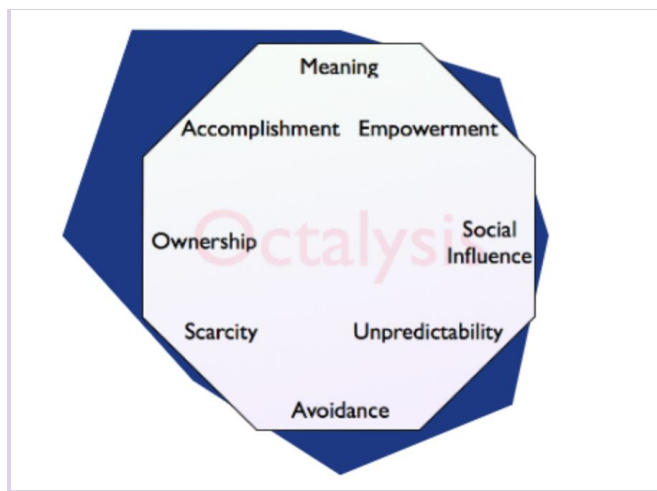 Meaning
Accomplishment Empowerment
Octalysis
Ownership
Social
Influence
Scarcity
Unpredictability
Avoidance